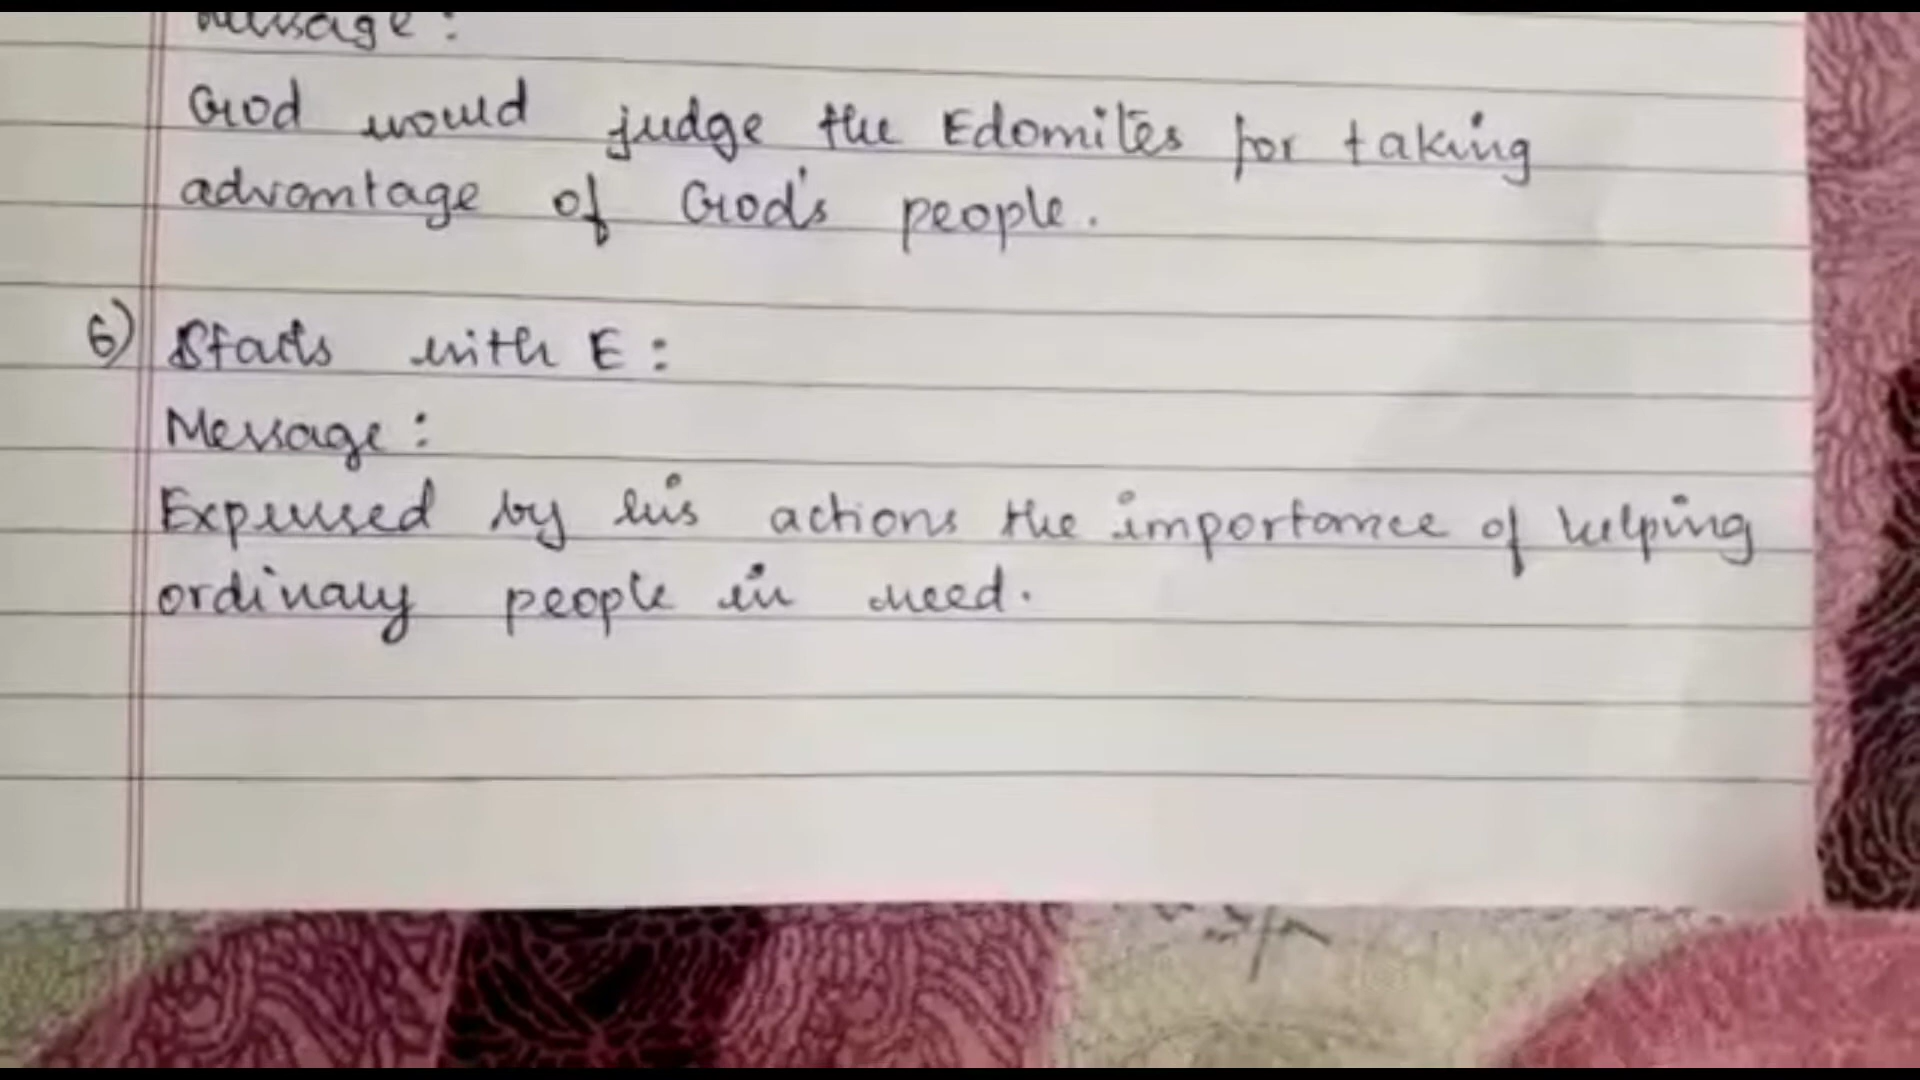 Message:
God would judge the Edomites for taking
advantage of God's people.
6) Starts with E:
Message:
Expressed by his actions the importance of helping
ordinary people in need.